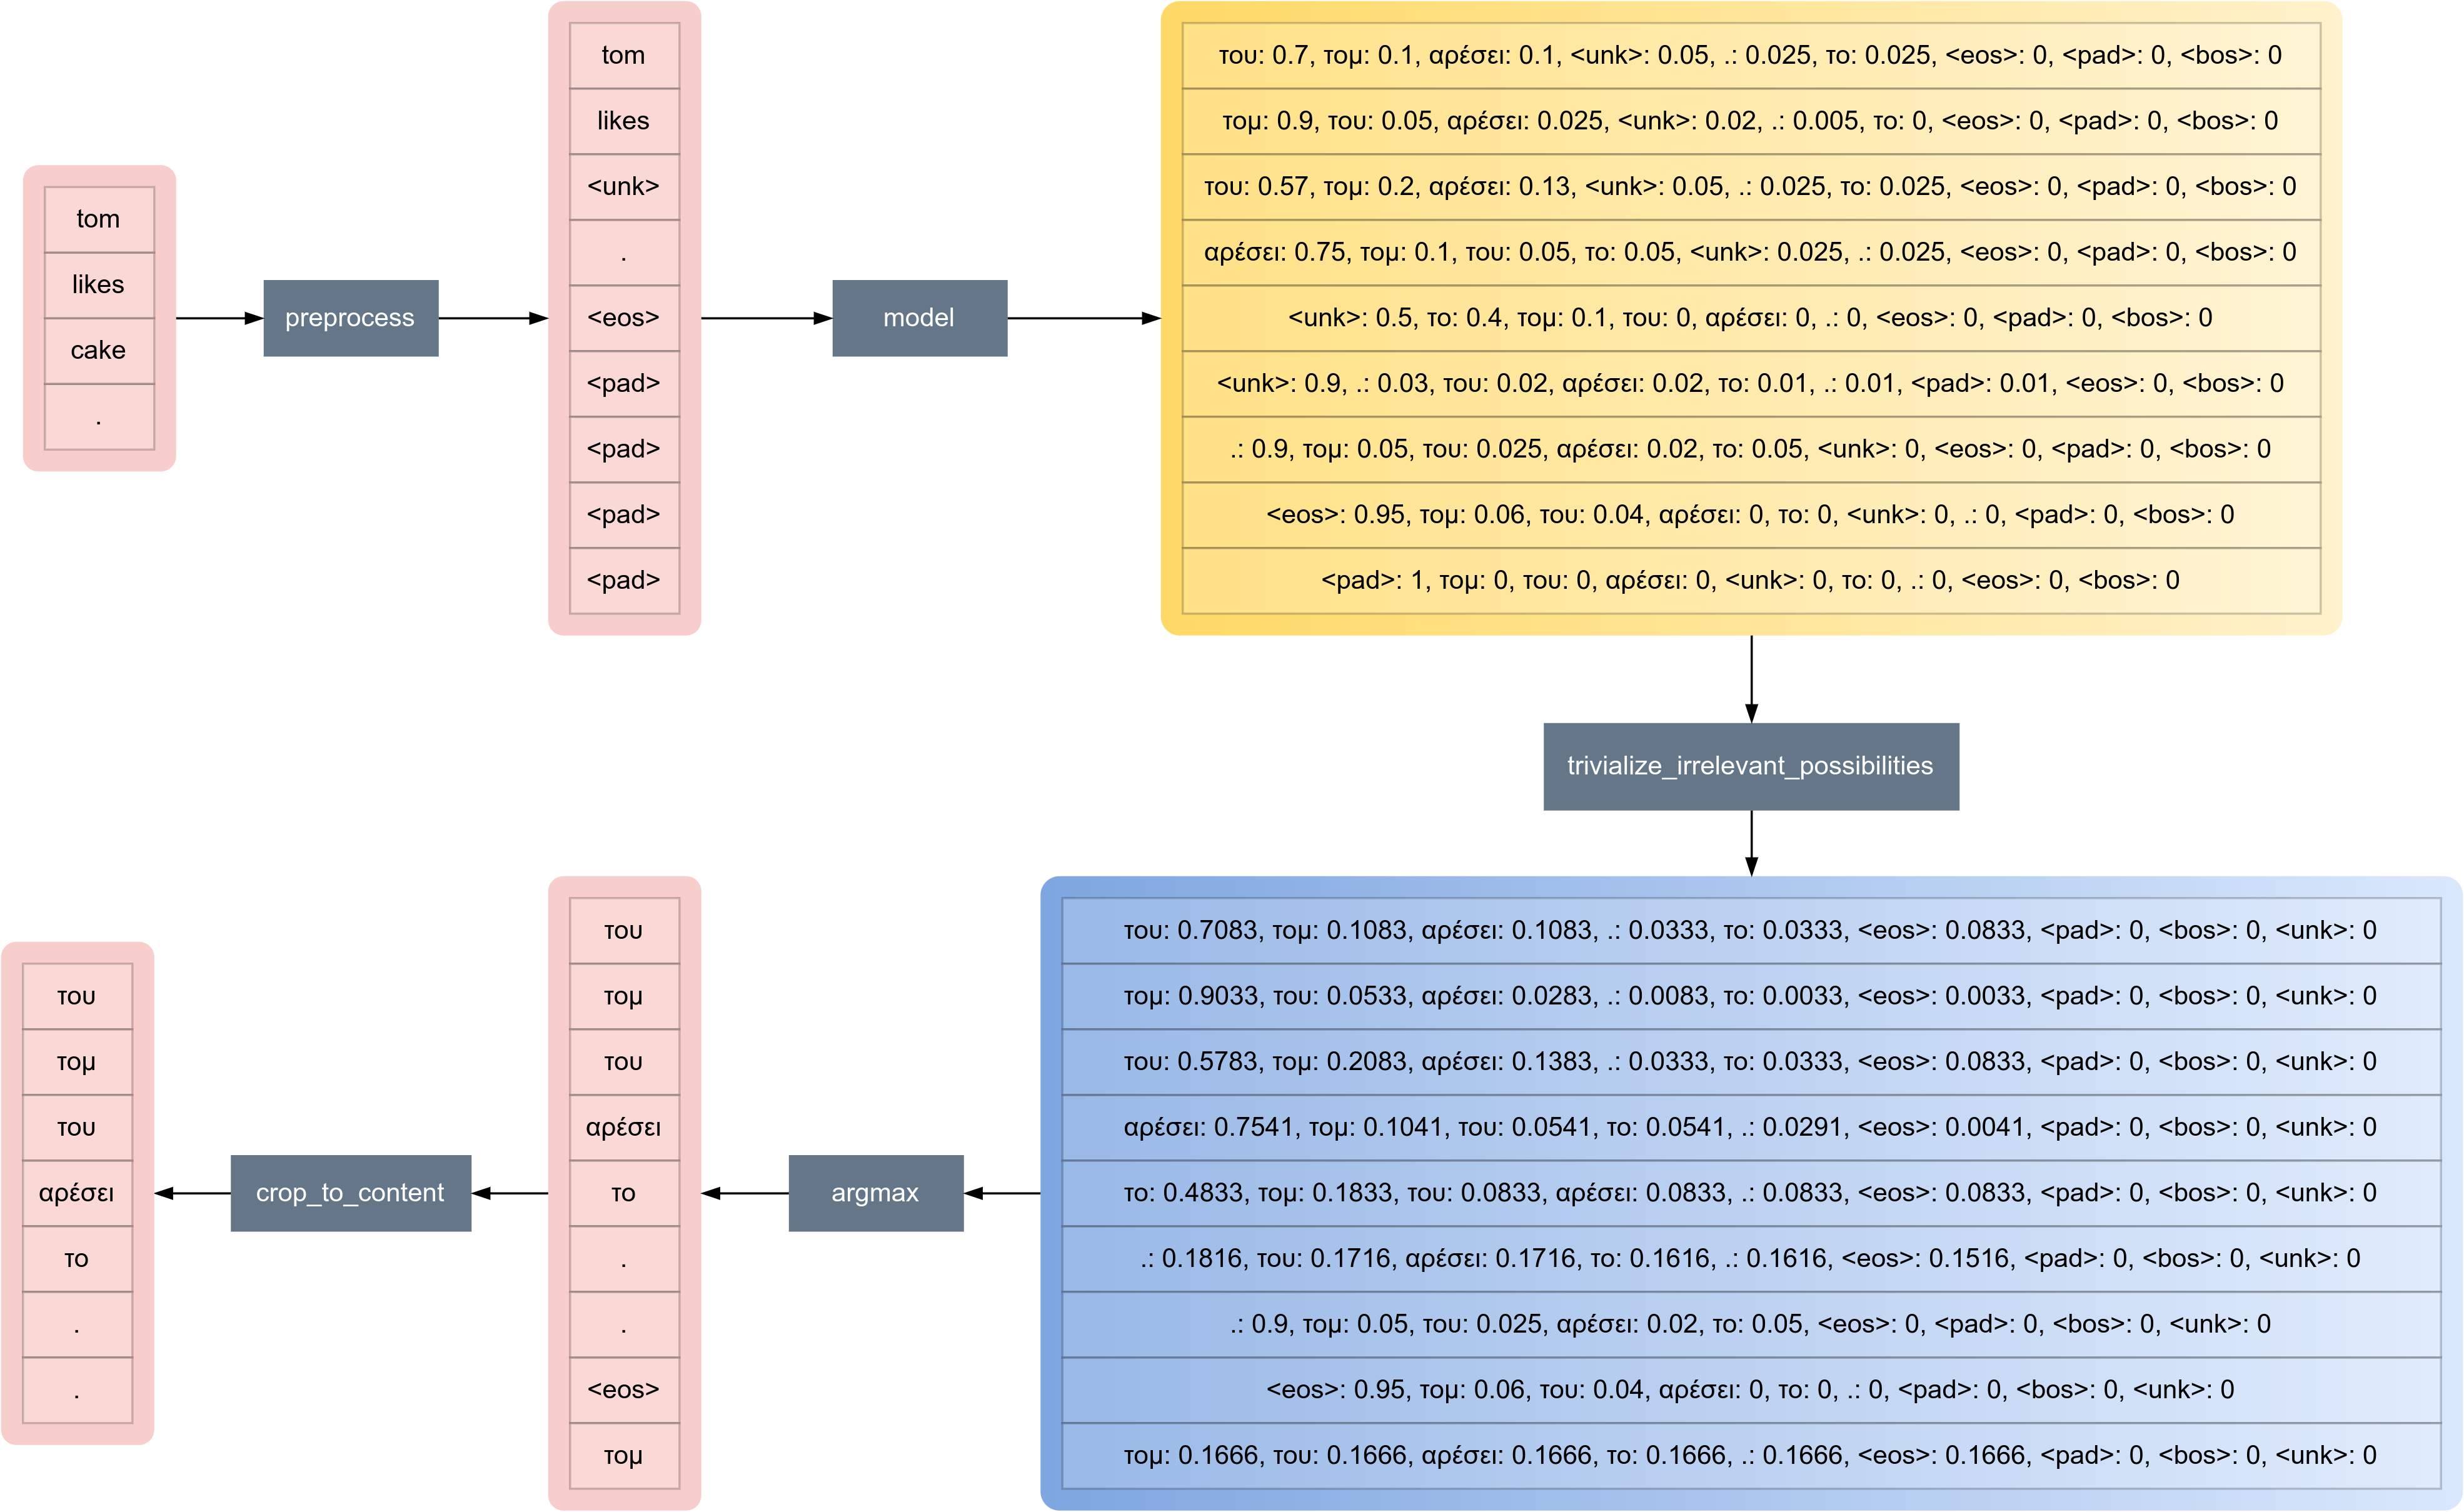 tom
likes
cake
.
preprocess
tom
likes
<unk>
.
<eos>
<pad>
<pad>
<pad>
<pad>
model
του: 0.7, τομ: 0.1, αρέσει: 0.1, <unk>: 0.05, .: 0.025, το: 0.025, <eos>: 0, <pad>: 0, <bos>: 0
τομ: 0.9, του: 0.05, αρέσει: 0.025, <unk>: 0.02, .: 0.005, το: 0, <eos>: 0, <pad>: 0, <bos>: 0
του: 0.57, τομ: 0.2, αρέσει: 0.13, <unk>: 0.05, .: 0.025, το: 0.025, <eos>: 0, <pad>: 0, <bos>: 0
αρέσει: 0.75, τομ: 0.1, του: 0.05, το: 0.05, <unk>: 0.025, .: 0.025, <eos>: 0, <pad>: 0, <bos>: 0
<unk>: 0.5, το: 0.4, τομ: 0.1, του: 0, αρέσει: 0, .: 0, <eos>: 0, <pad>: 0, <bos>: 0
<unk>: 0.9, .: 0.03, του: 0.02, αρέσει: 0.02, το: 0.01, .: 0.01, <pad>: 0.01, <eos>: 0, <bos>: 0
.: 0.9, τομ: 0.05, του: 0.025, αρέσει: 0.02, το: 0.05, <unk>: 0, <eos>: 0, <pad>: 0, <bos>: 0
<eos>: 0.95, τομ: 0.06, του: 0.04, αρέσει: 0, το: 0, <unk>: 0, .: 0, <pad>: 0, <bos>: 0
<pad>: 1, τομ: 0, του: 0, αρέσει: 0, <unk>: 0, το: 0, .: 0, <eos>: 0, <bos>: 0
trivialize_irrelevant_possibilities
του: 0.7083, τομ: 0.1083, αρέσει: 0.1083, .: 0.0333, το: 0.0333, <eos>: 0.0833, <pad>: 0, <bos>: 0, <unk>: 0
τομ: 0.9033, του: 0.0533, αρέσει: 0.0283, .: 0.0083, το: 0.0033, <eos>: 0.0033, <pad>: 0, <bos>: 0, <unk>: 0
του: 0.5783, τομ: 0.2083, αρέσει: 0.1383, .: 0.0333, το: 0.0333, <eos>: 0.0833, <pad>: 0, <bos>: 0, <unk>: 0
αρέσει: 0.7541, τομ: 0.1041, του: 0.0541, το: 0.0541, .: 0.0291, <eos>: 0.0041, <pad>: 0, <bos>: 0, <unk>: 0
το: 0.4833, τομ: 0.1833, του: 0.0833, αρέσει: 0.0833, .: 0.0833, <eos>: 0.0833, <pad>: 0, <bos>: 0, <unk>: 0
.: 0.1816, του: 0.1716, αρέσει: 0.1716, το: 0.1616, .: 0.1616, <eos>: 0.1516, <pad>: 0, <bos>: 0, <unk>: 0
.: 0.9, τομ: 0.05, του: 0.025, αρέσει: 0.02, το: 0.05, <eos>: 0, <pad>: 0, <bos>: 0, <unk>: 0
<eos>: 0.95, τομ: 0.06, του: 0.04, αρέσει: 0, το: 0, .: 0, <pad>: 0, <bos>: 0, <unk>: 0
τομ: 0.1666, του: 0.1666, αρέσει: 0.1666, το: 0.1666, .: 0.1666, <eos>: 0.1666, <pad>: 0, <bos>: 0, <unk>: 0
argmax
του
τομ
του
αρέσει
το
.
.
<eos>
τομ
crop_to_content
του
τομ
του
αρέσει
το
.
.